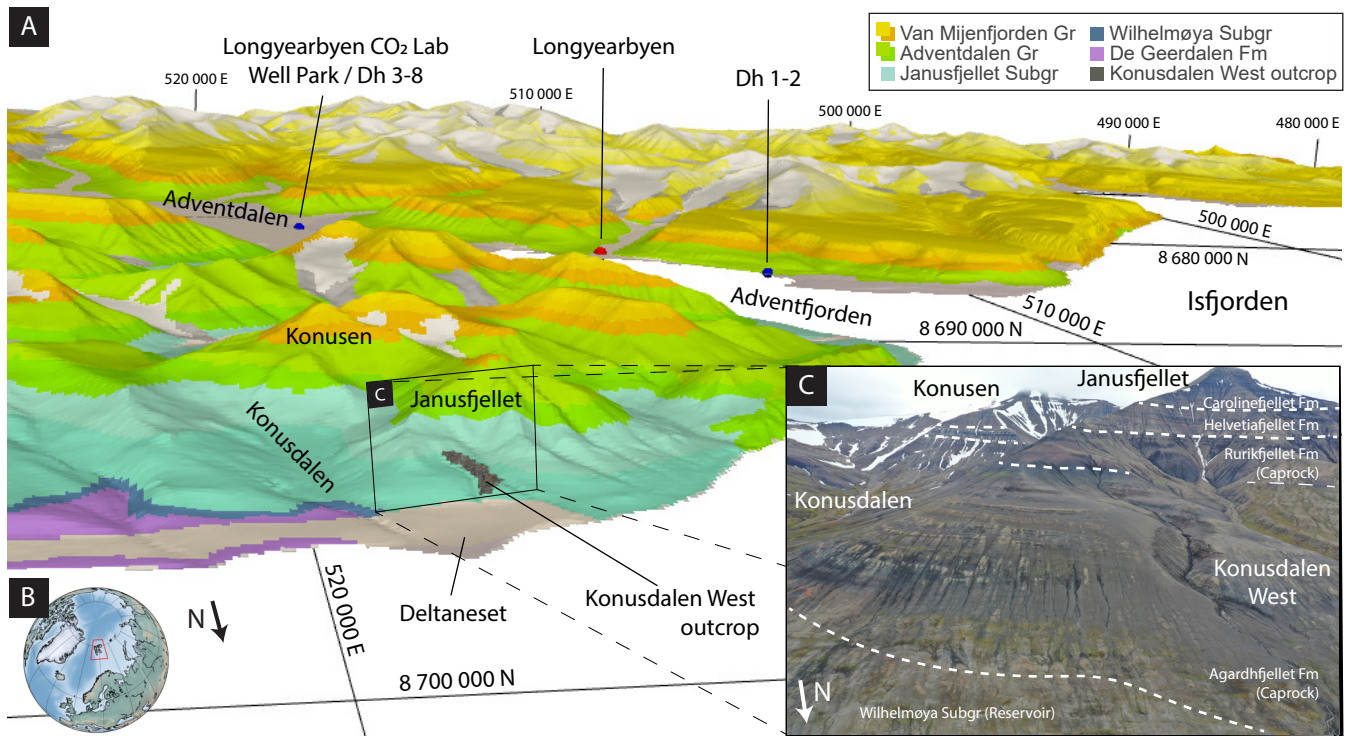 A
Longyearbyen CO₂ Lab
Well Park / Dh 3-8
Longyearbyen
Dh 1-2
Van Mijenfjorden Gr
Adventdalen Gr
Janusfjellet Subgr
Wilhelmøya Subgr
De Geerdalen Fm
Konusdalen West outcrop
520 000 E
510 000 E
500 000 E
490 000 E
480 000 E
Adventdalen
500 000 E
8 680 000 N
Isfjorden
Adventfjorden
510 000 E
8 690 000 N
Konusen
C
Janusfjellet
Konusdalen
B
N
Deltaneset
520 000 E
Konusdalen West
outcrop
8 700 000 N
C
Konusen
Janusfjellet
Carolinefjellet Fm
Helvetiafjellet Fm
Rurikfjellet Fm
(Caprock)
Konusdalen
Konusdalen
West
Agardhfjellet Fm
(Caprock)
N
Wilhelmøya Subgr (Reservoir)